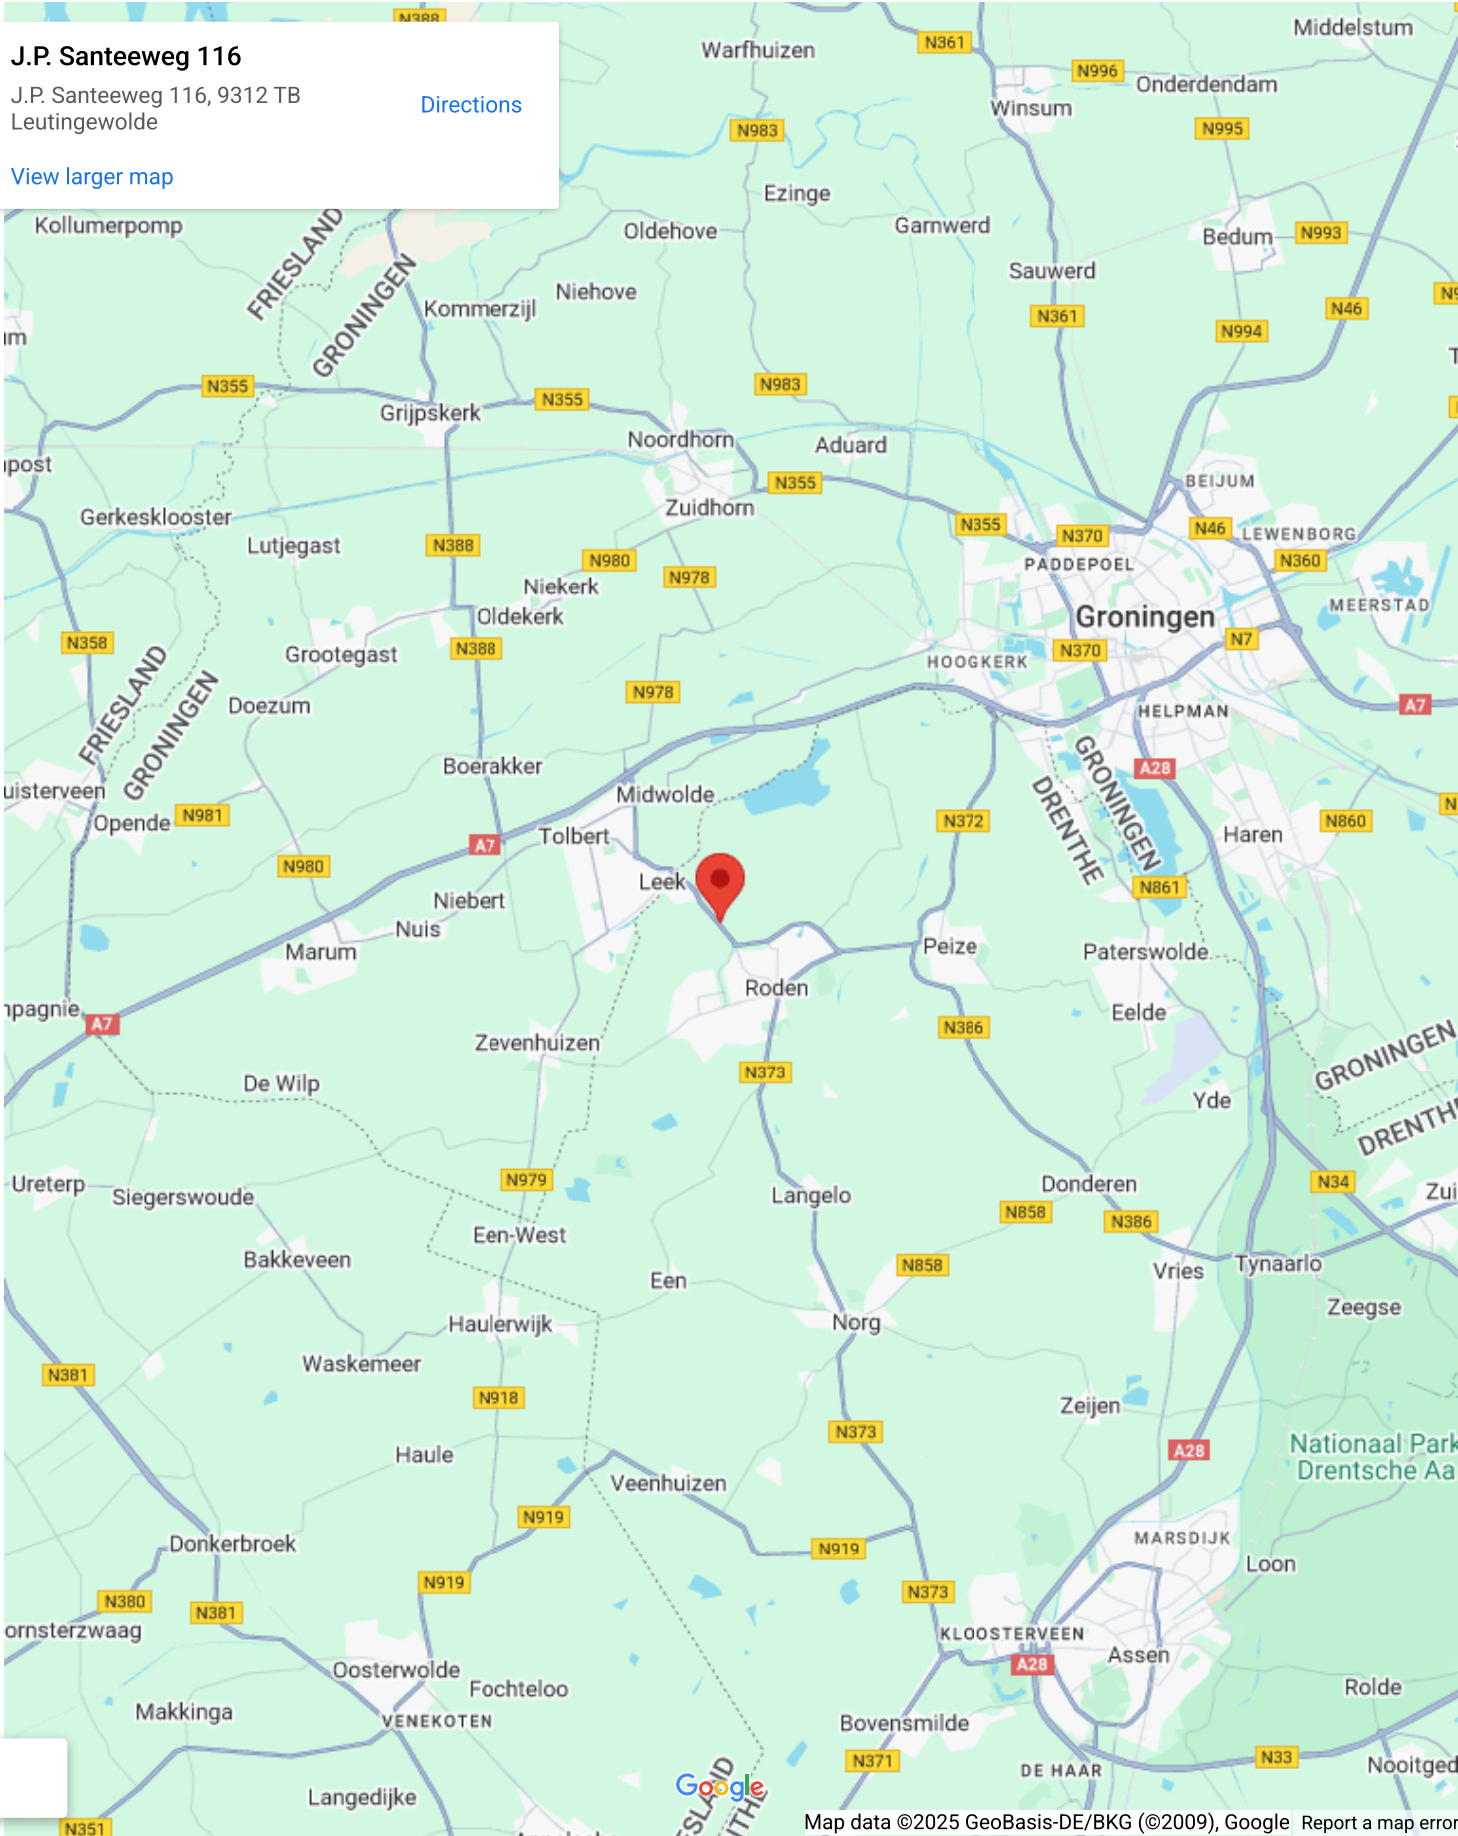 J.P. Santeeweg 116
J.P. Santeeweg 116, 9312 TB
Leutingewolde
Directions
View larger map
N388
Warfhuizen
N361
Middelstum
N996
Onderdendam
Winsum
N983
N995
Ezinge
Kollumerpomp
FRIESLAND
GRONINGEN
Oldehove
Garnwerd
Bedum
N993
Sauwerd
Niehove
Kommerzijl
N361
N46
N994
N355
N983
N355
Grijpskerk
Noordhorn
Aduard
N355
BEIJUM
Zuidhorn
Gerkesklooster
N355
N370
N46
LEWENBORG
Lutjegast
N388
N980
N360
PADDEPOEL
N978
Niekerk
MEERSTAD
Oldekerk
Groningen
N358
N388
N370
N7
Grootegast
HOOGKERK
FRIESLAND
GRONINGEN
N978
Doezum
HELPMAN
A7
Boerakker
A28
GRONINGEN
DRENTHE
Midwolde
Opende
N981
N372
N860
Tolbert
Haren
A7
N980
Leek
N861
Niebert
Nuis
Peize
Marum
Paterswolde
Roden
Eelde
A7
N386
Zevenhuizen
GRONINGEN
N373
De Wilp
Yde
DRENTHE
Ureterp
Siegerswoude
N979
Langelo
Donderen
N34
N858
N386
Een-West
Bakkeveen
N858
Vries
Tynaarlo
Een
Zeegse
Haulerwijk
Norg
Waskemeer
N381
N918
Zeijen
N373
Haule
A28
Nationaal Park
Drentsche Aa
Veenhuizen
N919
Donkerbroek
N919
MARSDIJK
Loon
N919
N373
N380
N381
KLOOSTERVEEN
Assen
A28
Oosterwolde
Fochteloo
Rolde
Makkinga
VENEKOTEN
Bovensmilde
N371
DE HAAR
N33
Langedijke
N351
Google
Map data ©2025 GeoBasis-DE/BKG (©2009), Google
Report a map error